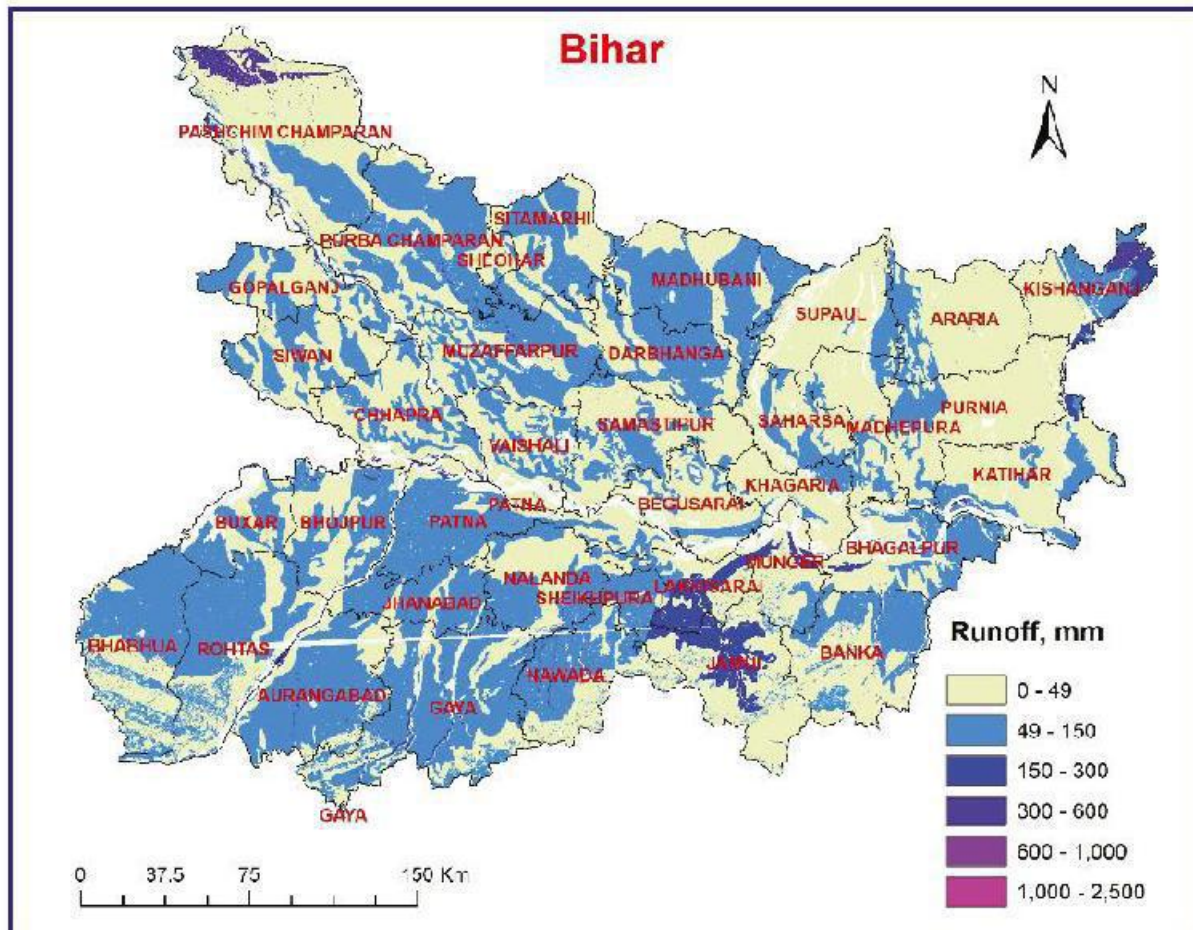 Bihar
N
PASHCHIM CHAMPARAN
SITAMARHI
PURBA CHAMPARAN
SHEOHAR
MADHUBANI
KISHANGANJ
GOPALGANJ
SUPAUL
ARARIA
SIWAN
MUZAFFARPUR
DARBHANGA
CHHAPRA
SAMASTIPUR
SAHARSA
PURNIA
MADHEPURA
VAISHALI
KATIHAR
KHAGARIA
PATNA
BEGUSARAI
BUXAR
BHOJPUR
PATNA
BHAGALPUR
MUNGER
NALANDA
LAKHISARAI
JHANABAD
SHEIKHPURA
BHABHUA
ROHTAS
BANKA
JAMUI
NAWADA
AURANGABAD
GAYA
GAYA
Runoff, mm
0 - 49
49 - 150
150 - 300
300 - 600
600 - 1,000
1,000 - 2,500
0 37.5 75 150 Km